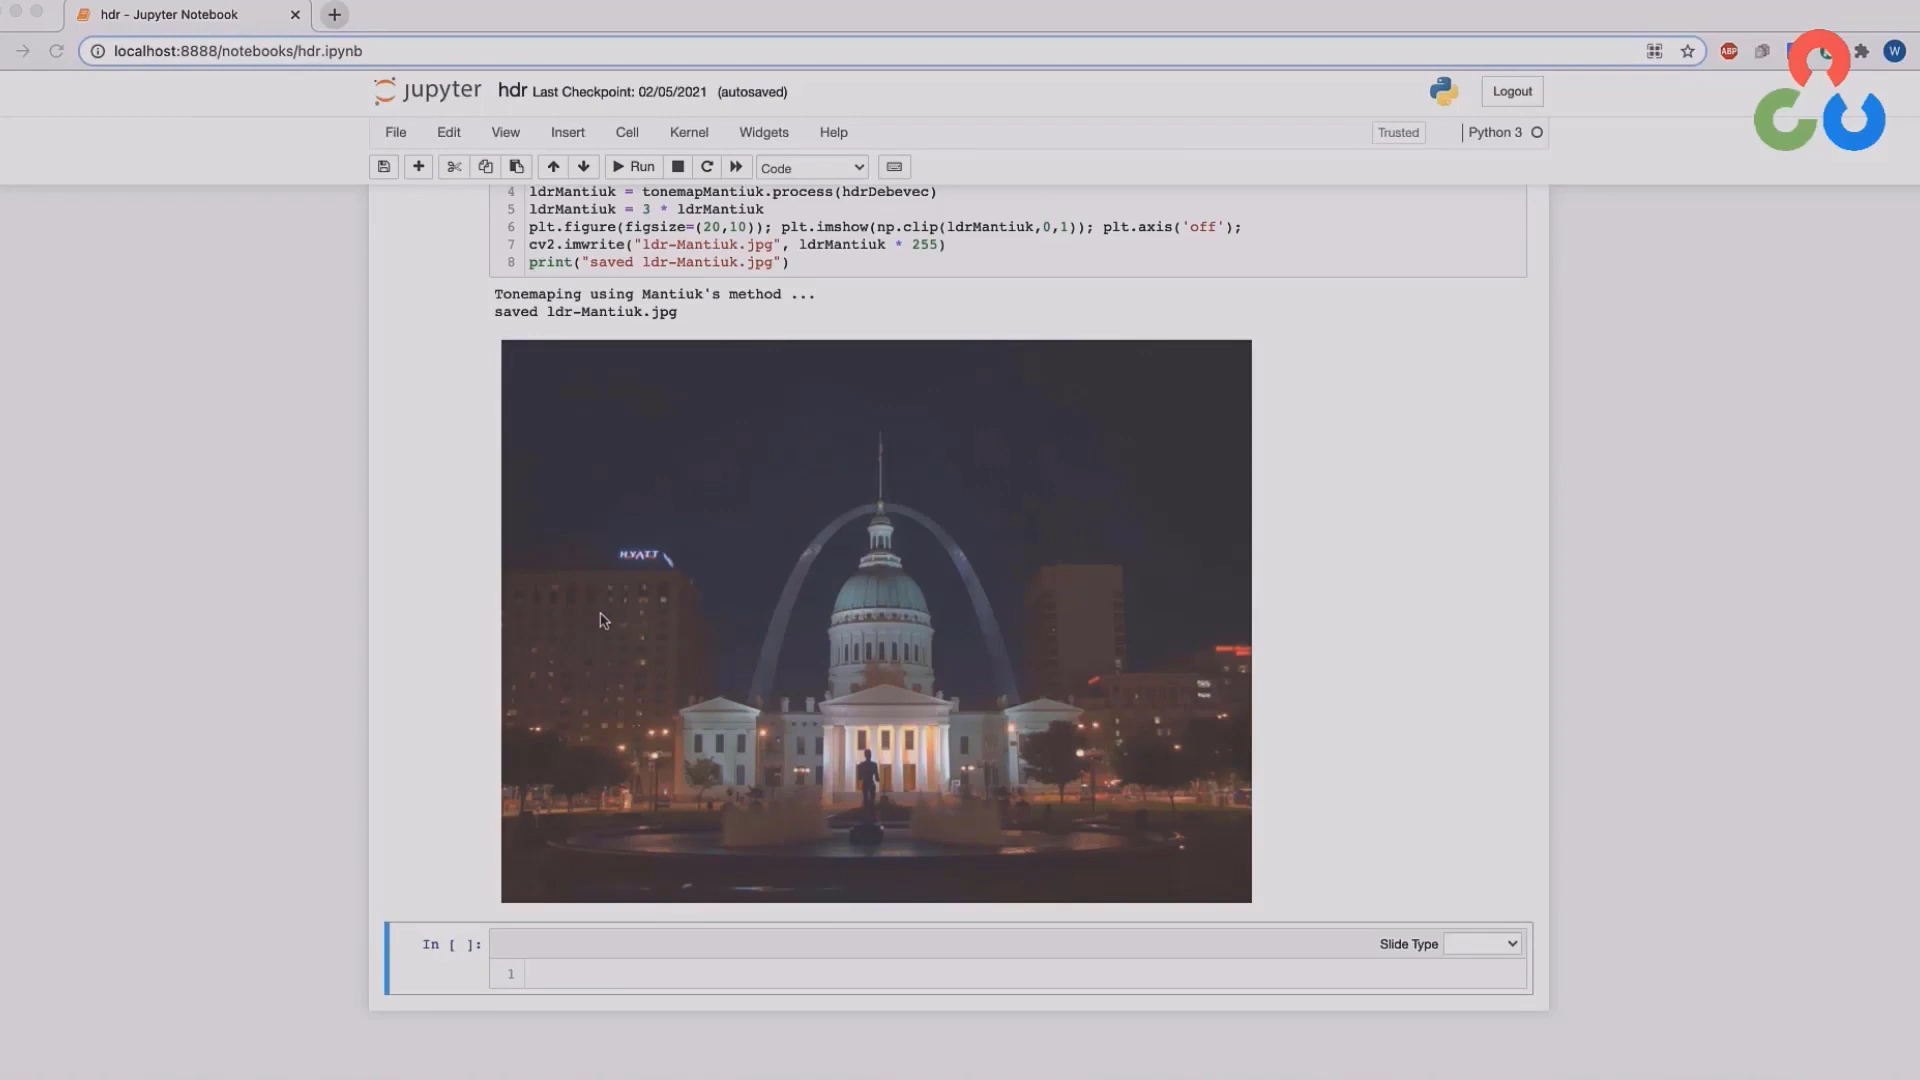 hdr - Jupyter Notebook
localhost:8888/notebooks/hdr.ipynb
ABP
W
jupyter hdr Last Checkpoint: 02/05/2021 (autosaved)
Logout
File Edit View Insert Cell Kernel Widgets Help
Trusted
Python 3
Run
Code
4 ldrMantiuk = tonemapMantiuk.process(hdrDebevec)
5 ldrMantiuk = 3 * ldrMantiuk
6 plt.figure(figsize=(20,10)); plt.imshow(np.clip(ldrMantiuk,0,1)); plt.axis('off');
7 cv2.imwrite("ldr-Mantiuk.jpg", ldrMantiuk * 255)
8 print("saved ldr-Mantiuk.jpg")
Tonemaping using Mantiuk's method ...
saved ldr-Mantiuk.jpg
HYATT
In [ ]:
Slide Type
1